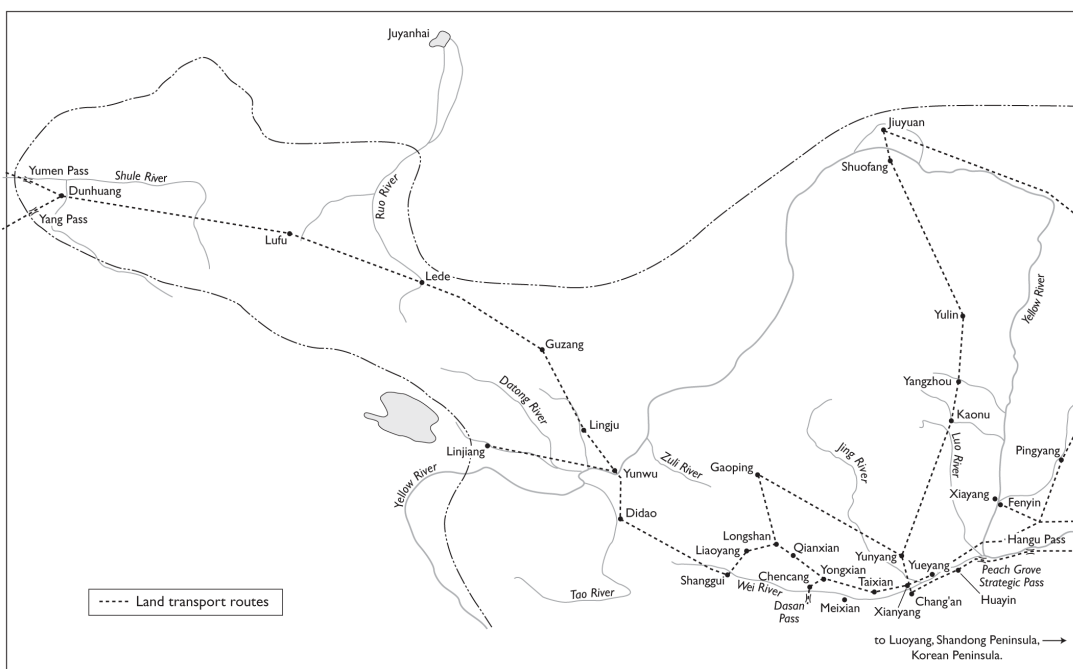 Juyanhai
Jiuyuan
Shuofang
Yumen Pass
Shule River
Dunhuang
Yang Pass
Ruo River
Lufu
Lede
Guzang
Yulin
Yellow River
Yangzhou
Kaonu
Datong River
Lingju
Linjiang
Yunwu
Yellow River
Zuli River
Gaoping
Jing River
Luo River
Pingyang
Xiayang
Fenyin
Didao
Longshan
Liaoyang
Qianxian
Yunyang
Yueyang
Hangu Pass
Peach Grove
Strategic Pass
Shanggui
Chencang
Yongxian
Taixian
Wei River
Dasan
Pass
Meixian
Xianyang
Chang'an
Huayin
Tao River
Land transport routes
to Luoyang, Shandong Peninsula,
Korean Peninsula.